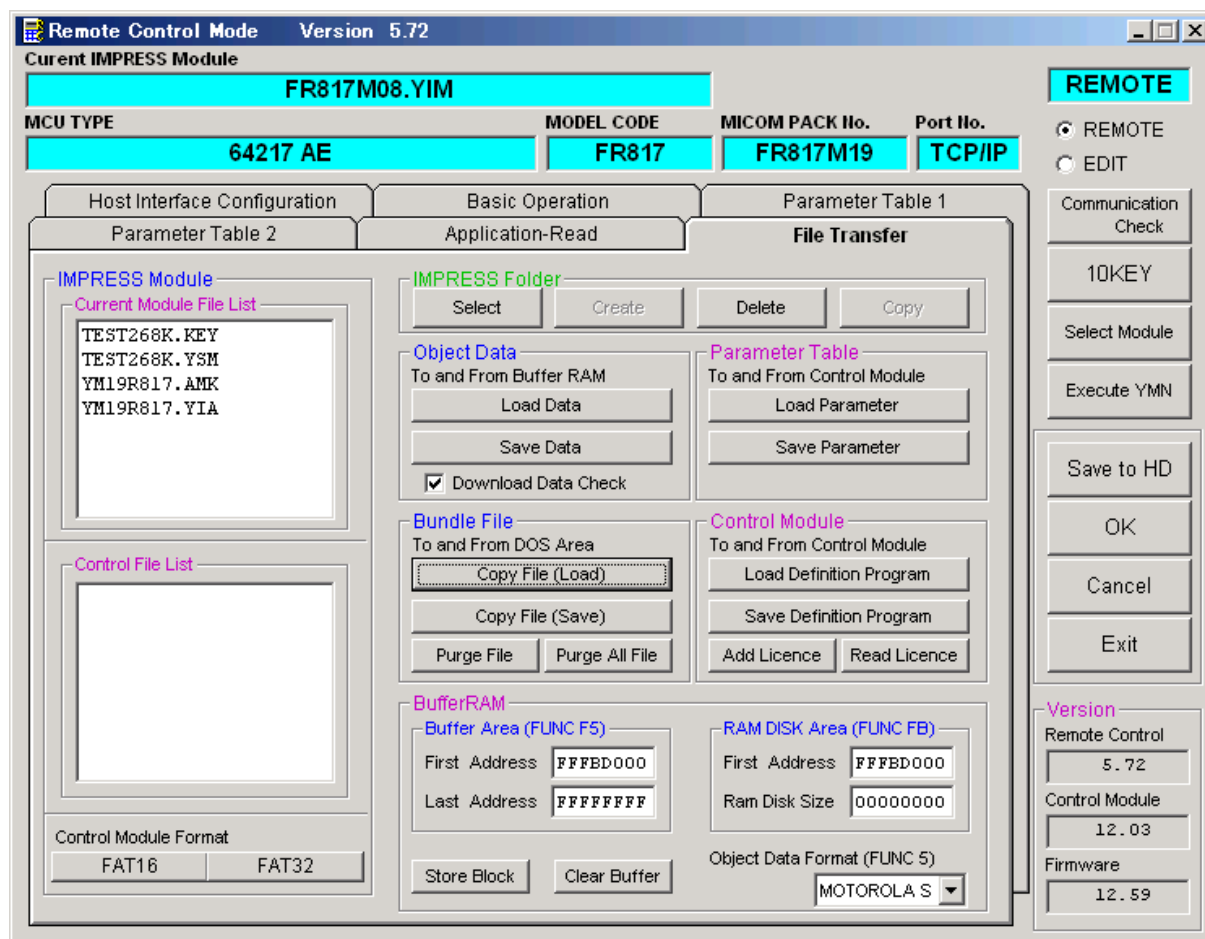 Remote Control Mode Version 5.72
Curent IMPRESS Module
FR817M08.YIM
MCU TYPE MODEL CODE MICOM PACK No. Port No.
64217 AE FR817 FR817M19 TCP/IP
REMOTE
REMOTE
EDIT
Host Interface Configuration Basic Operation Parameter Table 1
Parameter Table 2 Application-Read File Transfer
IMPRESS Module
Current Module File List
TEST268K.KEY
TEST268K.YSM
YM19R817.AMK
YM19R817.YIA
Control File List
Control Module Format
FAT16 FAT32
IMPRESS Folder
Select Create Delete Copy
Object Data
To and From Buffer RAM
Load Data
Save Data
Download Data Check
Parameter Table
To and From Control Module
Load Parameter
Save Parameter
Bundle File
To and From DOS Area
Copy File (Load)
Copy File (Save)
Purge File Purge All File
Control Module
To and From Control Module
Load Definition Program
Save Definition Program
Add Licence Read Licence
BufferRAM
Buffer Area (FUNC F5)
First Address FFFBD000
Last Address FFFFFFFF
RAM DISK Area (FUNC FB)
First Address FFFBD000
Ram Disk Size 00000000
Store Block Clear Buffer
Object Data Format (FUNC 5)
MOTOROLA S
Communication
Check
10KEY
Select Module
Execute YMN
Save to HD
OK
Cancel
Exit
Version
Remote Control
5.72
Control Module
12.03
Firmware
12.59